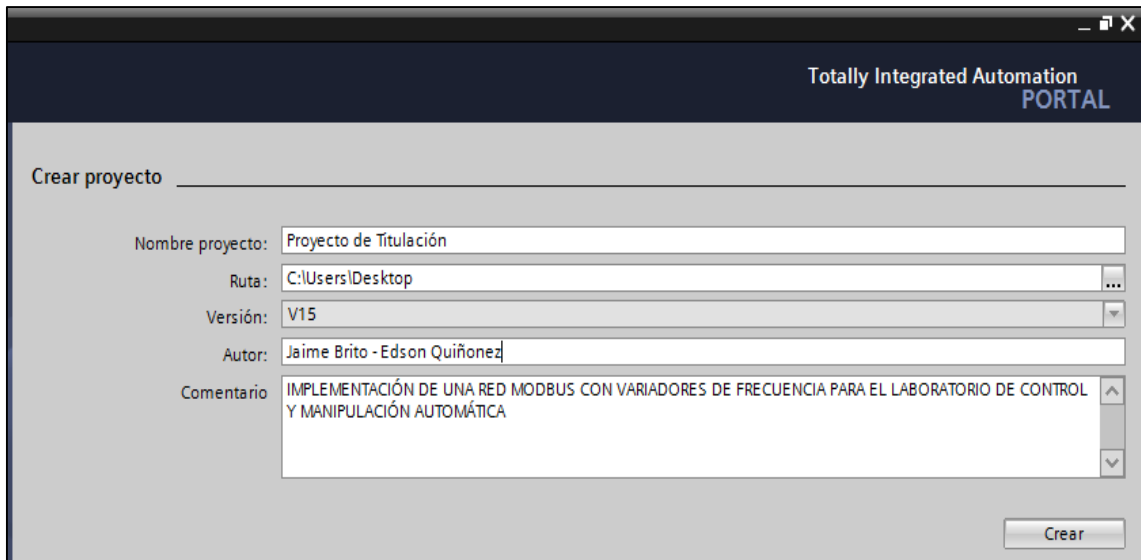 Totally Integrated Automation
PORTAL
Crear proyecto
Nombre proyecto: Proyecto de Titulación
Ruta: C:\Users\Desktop ...
Versión: V15
Autor: Jaime Brito - Edson Quiñonez
Comentario IMPLEMENTACIÓN DE UNA RED MODBUS CON VARIADORES DE FRECUENCIA PARA EL LABORATORIO DE CONTROL
Y MANIPULACIÓN AUTOMÁTICA
Crear